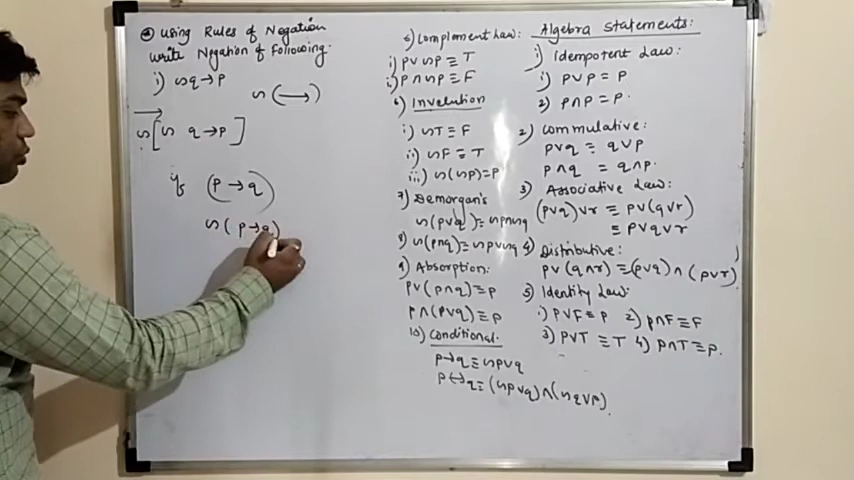 ② Using Rules of Negation
write Negation of Following:
i) ∽q→p
∽(⟶)
∽[∽ q→p]
If (p→q)
∽(p→q)
5) Complement Law:
i) p∨∽p≡T
ii) p∧∽p≡F
6) Involution
i) ∽T≡F
ii) ∽F≡T
iii) ∽(∽p)=p
7) Demorgan's
∽(p∨q)≡∽p∧∽q
8) ∽(p∧q)≡∽p∨∽q
9) Absorption:
p∨(p∧q)≡p
p∧(p∨q)≡p
10) Conditional.
p→q≡∽p∨q
p↔q≡(∽p∨q)∧(∽q∨p).
Algebra Statements:
1) Idempotent Law:
1) p∨p=p
2) p∧p=p.
2) Commutative:
p∨q≡q∨p
p∧q≡q∧p.
3) Associative Law:
(p∨q)∨r≡p∨(q∨r)
≡p∨q∨r
4) Distributive:
p∨(q∧r)≡(p∨q)∧(p∨r)
5) Identity Law:
1) p∨F≡p 2) p∧F≡F
3) p∨T≡T 4) p∧T≡p.